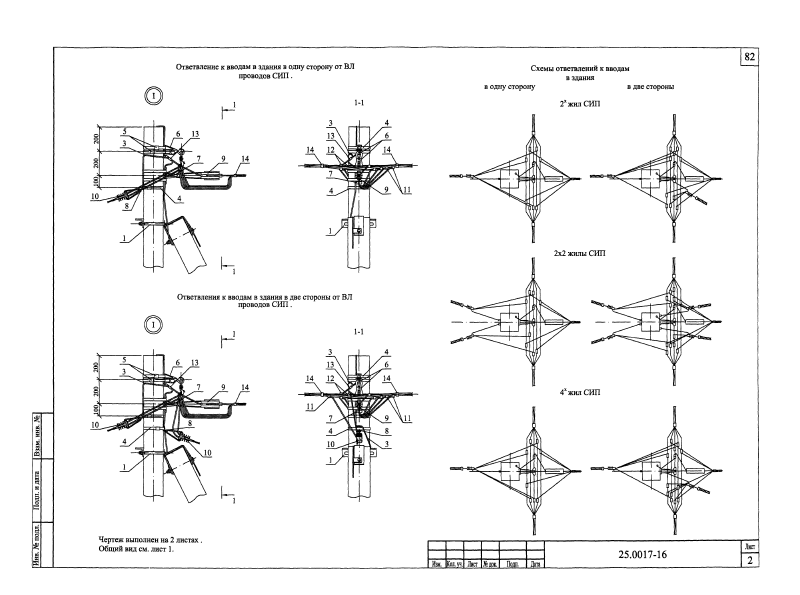 82
Ответвление к вводам в здания в одну сторону от ВЛ
проводов СИП .
1
1
1-1
5
6
13
3
200
200
100
7
9
14
10
8
4
1
1
3
4
13
6
12
14
14
7
4
9
11
1
Ответвления к вводам в здания в две стороны от ВЛ
проводов СИП .
1
1
1-1
5
6
13
3
200
200
100
7
9
14
10
8
4
10
1
1
3
4
13
6
12
14
14
11
7
9
11
4
8
10
3
1
Схемы ответвлений к вводам
в здания
в одну сторону
в две стороны
2х жил СИП
2х2 жилы СИП
4х жил СИП
Чертеж выполнен на 2 листах .
Общий вид см. лист 1.
Взам. инв. №
Подп. и дата
Инв. № подл.
Изм.
Кол. уч.
Лист
№ док.
Подп.
Дата
25.0017-16
Лист
2